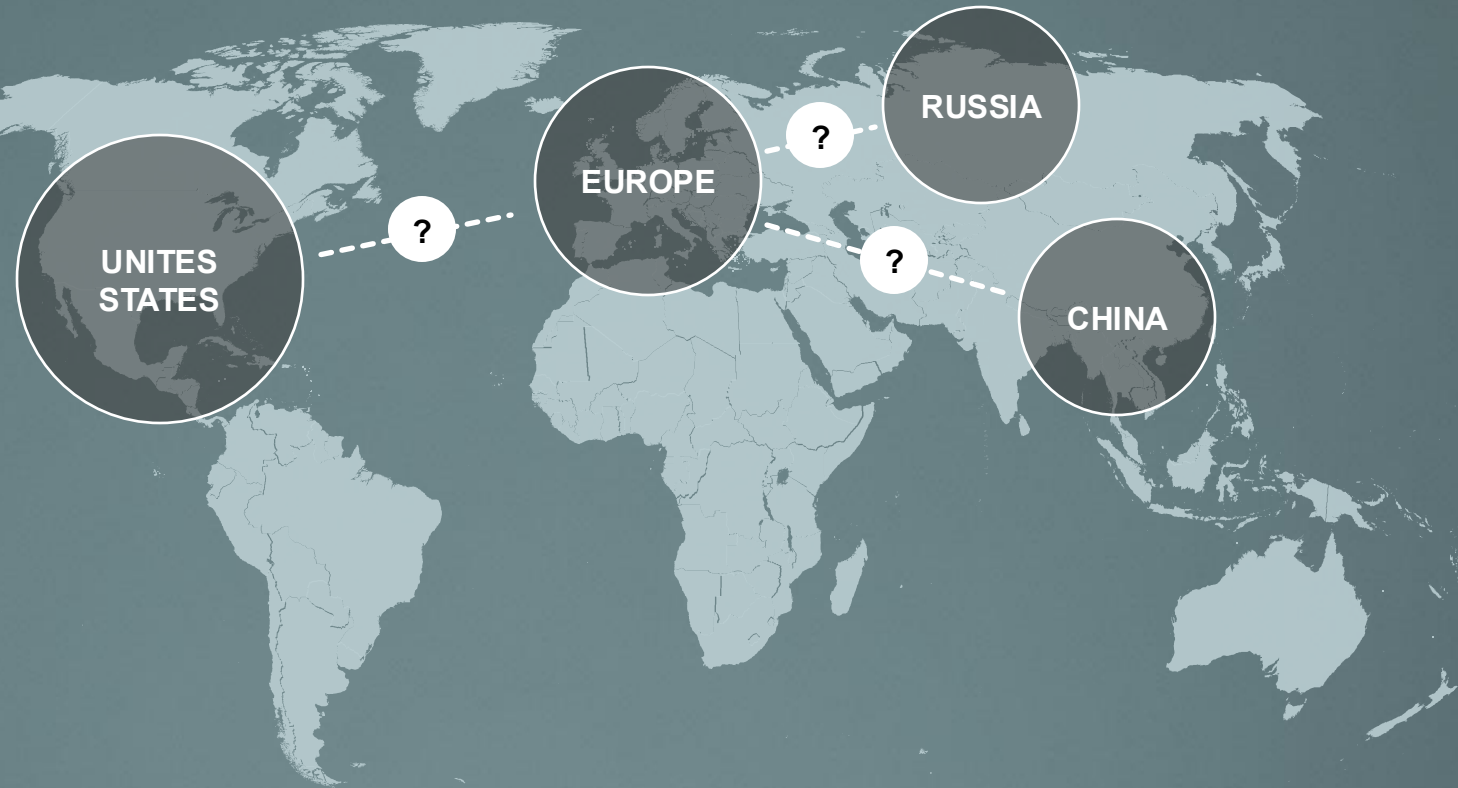 RUSSIA
?
EUROPE
?
?
UNITES
STATES
CHINA